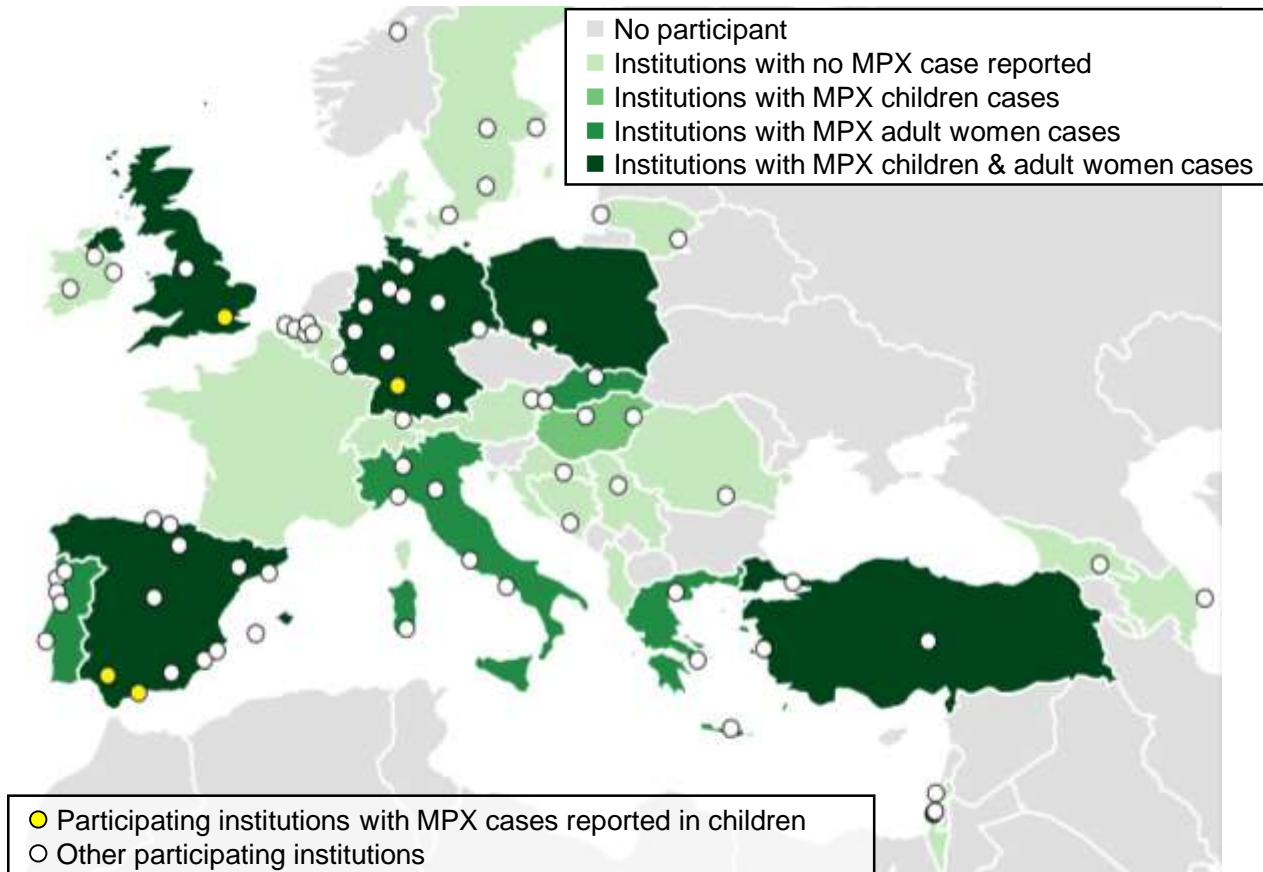 No participant
Institutions with no MPX case reported
Institutions with MPX children cases
Institutions with MPX adult women cases
Institutions with MPX children & adult women cases
Participating institutions with MPX cases reported in children
Other participating institutions